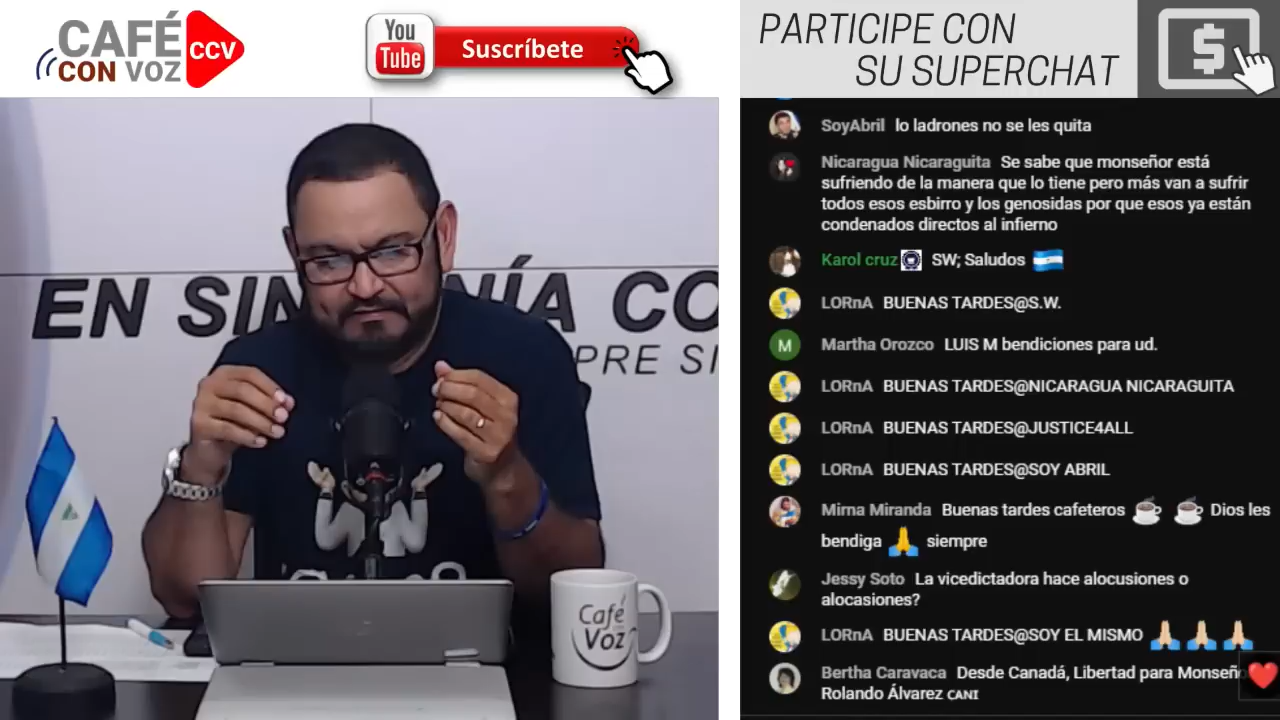 CAFÉ
CON VOZ
CCV
You
Tube
Suscríbete
PARTICIPE CON
SU SUPERCHAT
$
EN SIN NÍA CO
PRE SI
Café
con
Voz
SoyAbril lo ladrones no se les quita
Nicaragua Nicaraguita Se sabe que monseñor está
sufriendo de la manera que lo tiene pero más van a sufrir
todos esos esbirro y los genosidas por que esos ya están
condenados directos al infierno
Karol cruz SW; Saludos
LORnA BUENAS TARDES@S.W.
M
Martha Orozco LUIS M bendiciones para ud.
LORnA BUENAS TARDES@NICARAGUA NICARAGUITA
LORnA BUENAS TARDES@JUSTICE4ALL
LORnA BUENAS TARDES@SOY ABRIL
Mirna Miranda Buenas tardes cafeteros Dios les
bendiga siempre
Jessy Soto La vicedictadora hace alocusiones o
alocasiones?
LORnA BUENAS TARDES@SOY EL MISMO
Bertha Caravaca Desde Canadá, Libertad para Monseño
Rolando Álvarez CANI